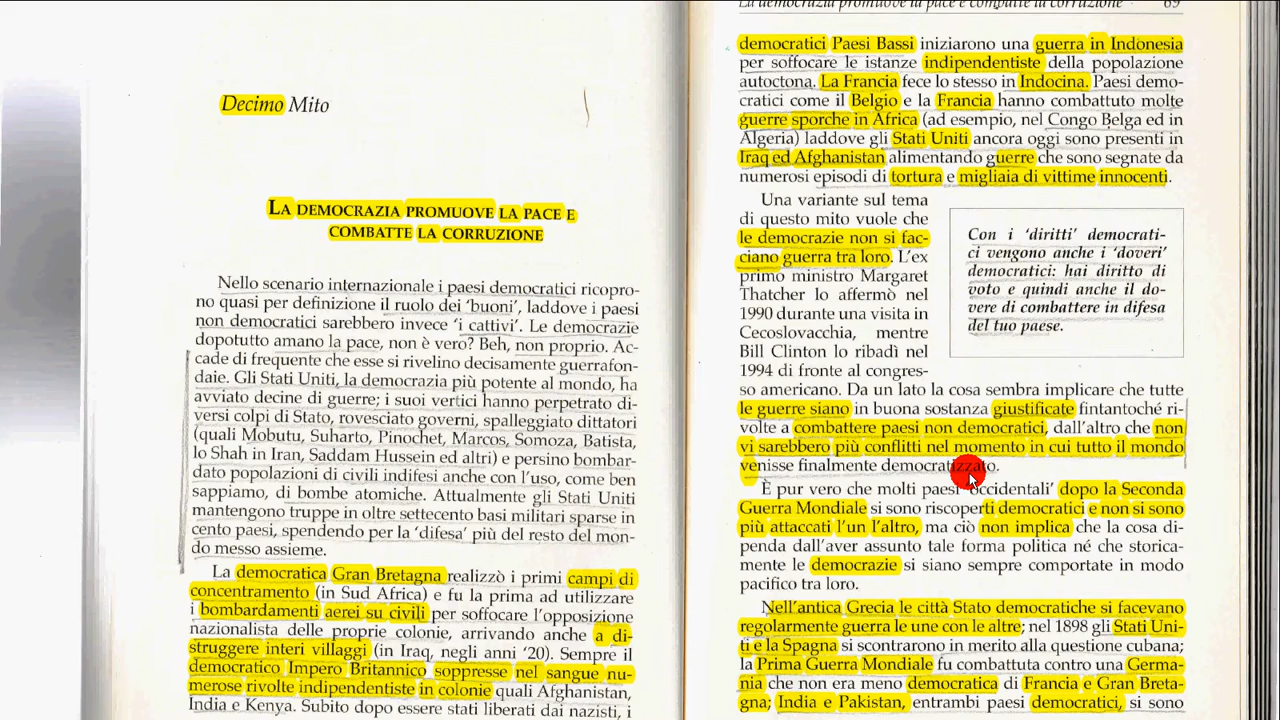 Decimo Mito
LA DEMOCRAZIA PROMUOVE LA PACE E
COMBATTE LA CORRUZIONE
Nello scenario internazionale i paesi democratici ricopro-
no quasi per definizione il ruolo dei 'buoni', laddove i paesi
non democratici sarebbero invece 'i cattivi'. Le democrazie
dopotutto amano la pace, non è vero? Beh, non proprio. Ac-
cade di frequente che esse si rivelino decisamente guerrafon-
daie. Gli Stati Uniti, la democrazia più potente al mondo, ha
avviato decine di guerre; i suoi vertici hanno perpetrato di-
versi colpi di Stato, rovesciato governi, spalleggiato dittatori
(quali Mobutu, Suharto, Pinochet, Marcos, Somoza, Batista,
lo Shah in Iran, Saddam Hussein ed altri) e persino bombar-
dato popolazioni di civili indifesi anche con l'uso, come ben
sappiamo, di bombe atomiche. Attualmente gli Stati Uniti
mantengono truppe in oltre settecento basi militari sparse in
cento paesi, spendendo per la 'difesa' più del resto del mon-
do messo assieme.
La democratica Gran Bretagna realizzò i primi campi di
concentramento (in Sud Africa) e fu la prima ad utilizzare
i bombardamenti aerei su civili per soffocare l'opposizione
nazionalista delle proprie colonie, arrivando anche a di-
struggere interi villaggi (in Iraq, negli anni '20). Sempre il
democratico Impero Britannico soppresse nel sangue nu-
merose rivolte indipendentiste in colonie quali Afghanistan,
India e Kenya. Subito dopo essere stati liberati dai nazisti, i
La democrazia promuove la pace e combatte la corruzione 69
democratici Paesi Bassi iniziarono una guerra in Indonesia
per soffocare le istanze indipendentiste della popolazione
autoctona. La Francia fece lo stesso in Indocina. Paesi demo-
cratici come il Belgio e la Francia hanno combattuto molte
guerre sporche in Africa (ad esempio, nel Congo Belga ed in
Algeria) laddove gli Stati Uniti ancora oggi sono presenti in
Iraq ed Afghanistan alimentando guerre che sono segnate da
numerosi episodi di tortura e migliaia di vittime innocenti.
Una variante sul tema
di questo mito vuole che
le democrazie non si fac-
ciano guerra tra loro. L'ex
primo ministro Margaret
Thatcher lo affermò nel
1990 durante una visita in
Cecoslovacchia, mentre
Bill Clinton lo ribadì nel
1994 di fronte al congres-
Con i 'diritti' democrati-
ci vengono anche i 'doveri'
democratici: hai diritto di
voto e quindi anche il do-
vere di combattere in difesa
del tuo paese.
so americano. Da un lato la cosa sembra implicare che tutte
le guerre siano in buona sostanza giustificate fintantoché ri-
volte a combattere paesi non democratici, dall'altro che non
vi sarebbero più conflitti nel momento in cui tutto il mondo
venisse finalmente democratizzato.
È pur vero che molti paesi 'occidentali' dopo la Seconda
Guerra Mondiale si sono riscoperti democratici e non si sono
più attaccati l'un l'altro, ma ciò non implica che la cosa di-
penda dall'aver assunto tale forma politica né che storica-
mente le democrazie si siano sempre comportate in modo
pacifico tra loro.
Nell'antica Grecia le città Stato democratiche si facevano
regolarmente guerra le une con le altre; nel 1898 gli Stati Uni-
ti e la Spagna si scontrarono in merito alla questione cubana;
la Prima Guerra Mondiale fu combattuta contro una Germa-
nia che non era meno democratica di Francia e Gran Breta-
gna; India e Pakistan, entrambi paesi democratici, si sono